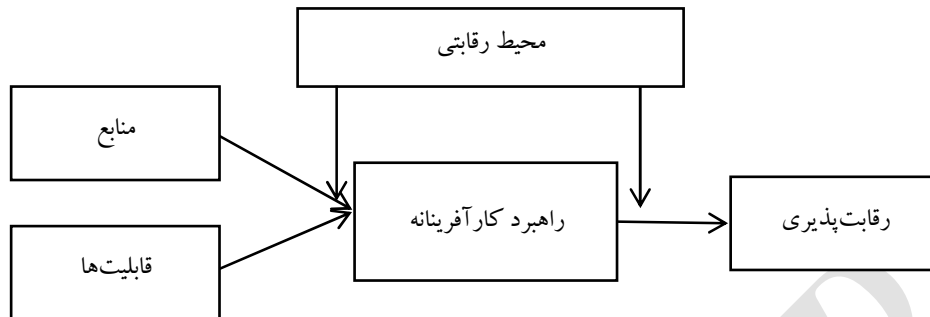 محیط رقابتی
منابع
راهبرد کارآفرینانه
رقابت‌پذیری
قابلیت‌ها